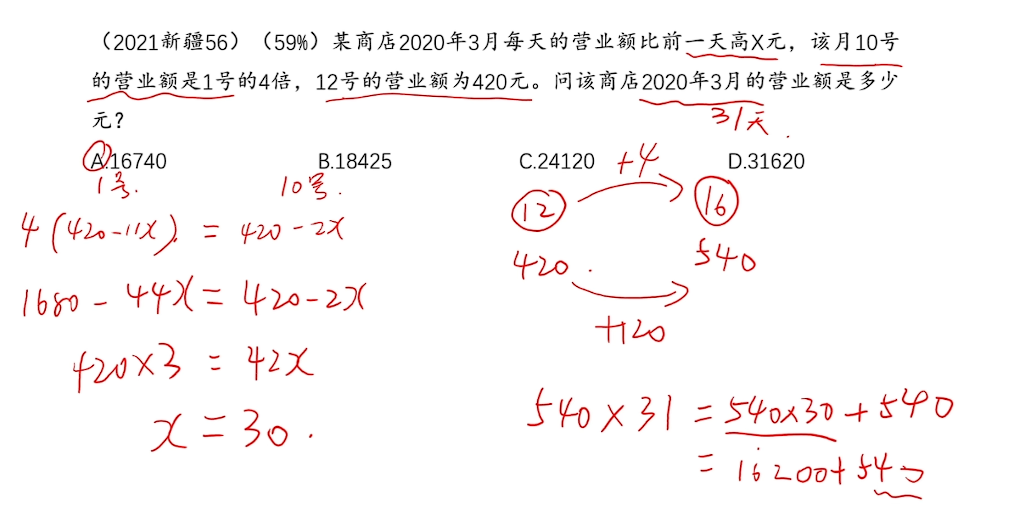 （2021新疆56）（59%）某商店2020年3月每天的营业额比前一天高X元，该月10号
的营业额是1号的4倍，12号的营业额为420元。问该商店2020年3月的营业额是多少
元？
31天.
A.16740 B.18425 C.24120 D.31620
1号. 10号.
+4
12 16
4(420-11x). = 420-2x
420. 540
1680 - 44x = 420-2x
+120
420×3 = 42x
540×31 = 540×30+540
x = 30.
= 16200+540